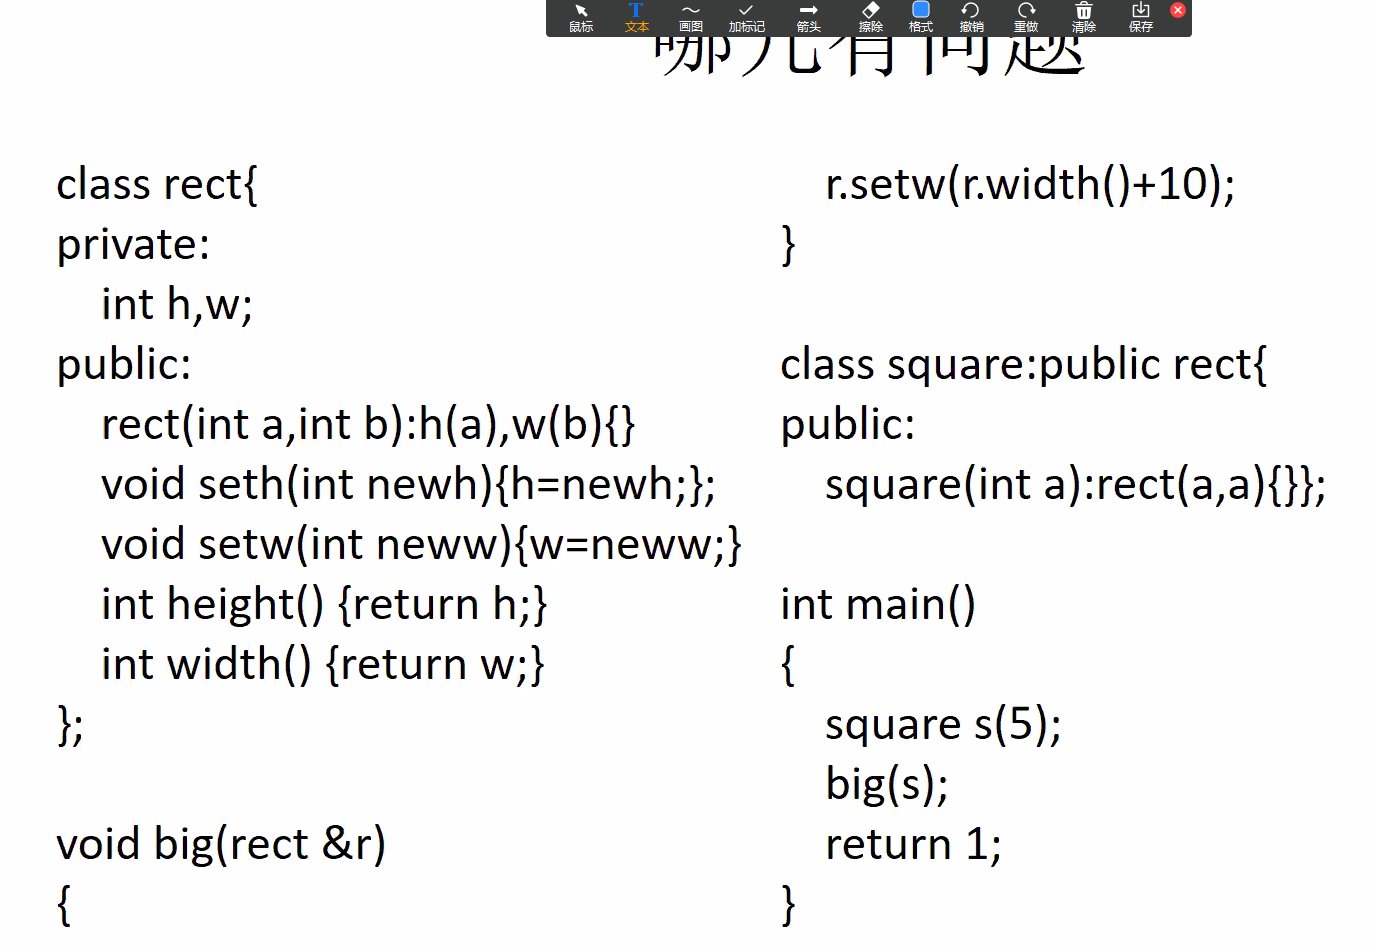 鼠标 文本 画图 加标记 箭头 擦除 格式 撤销 重做 清除 保存
哪儿有问题
class rect{
private:
int h,w;
public:
rect(int a,int b):h(a),w(b){}
void seth(int newh){h=newh;};
void setw(int neww){w=neww;}
int height() {return h;}
int width() {return w;}
};
void big(rect &r)
{
r.setw(r.width()+10);
}
class square:public rect{
public:
square(int a):rect(a,a){}};
int main()
{
square s(5);
big(s);
return 1;
}